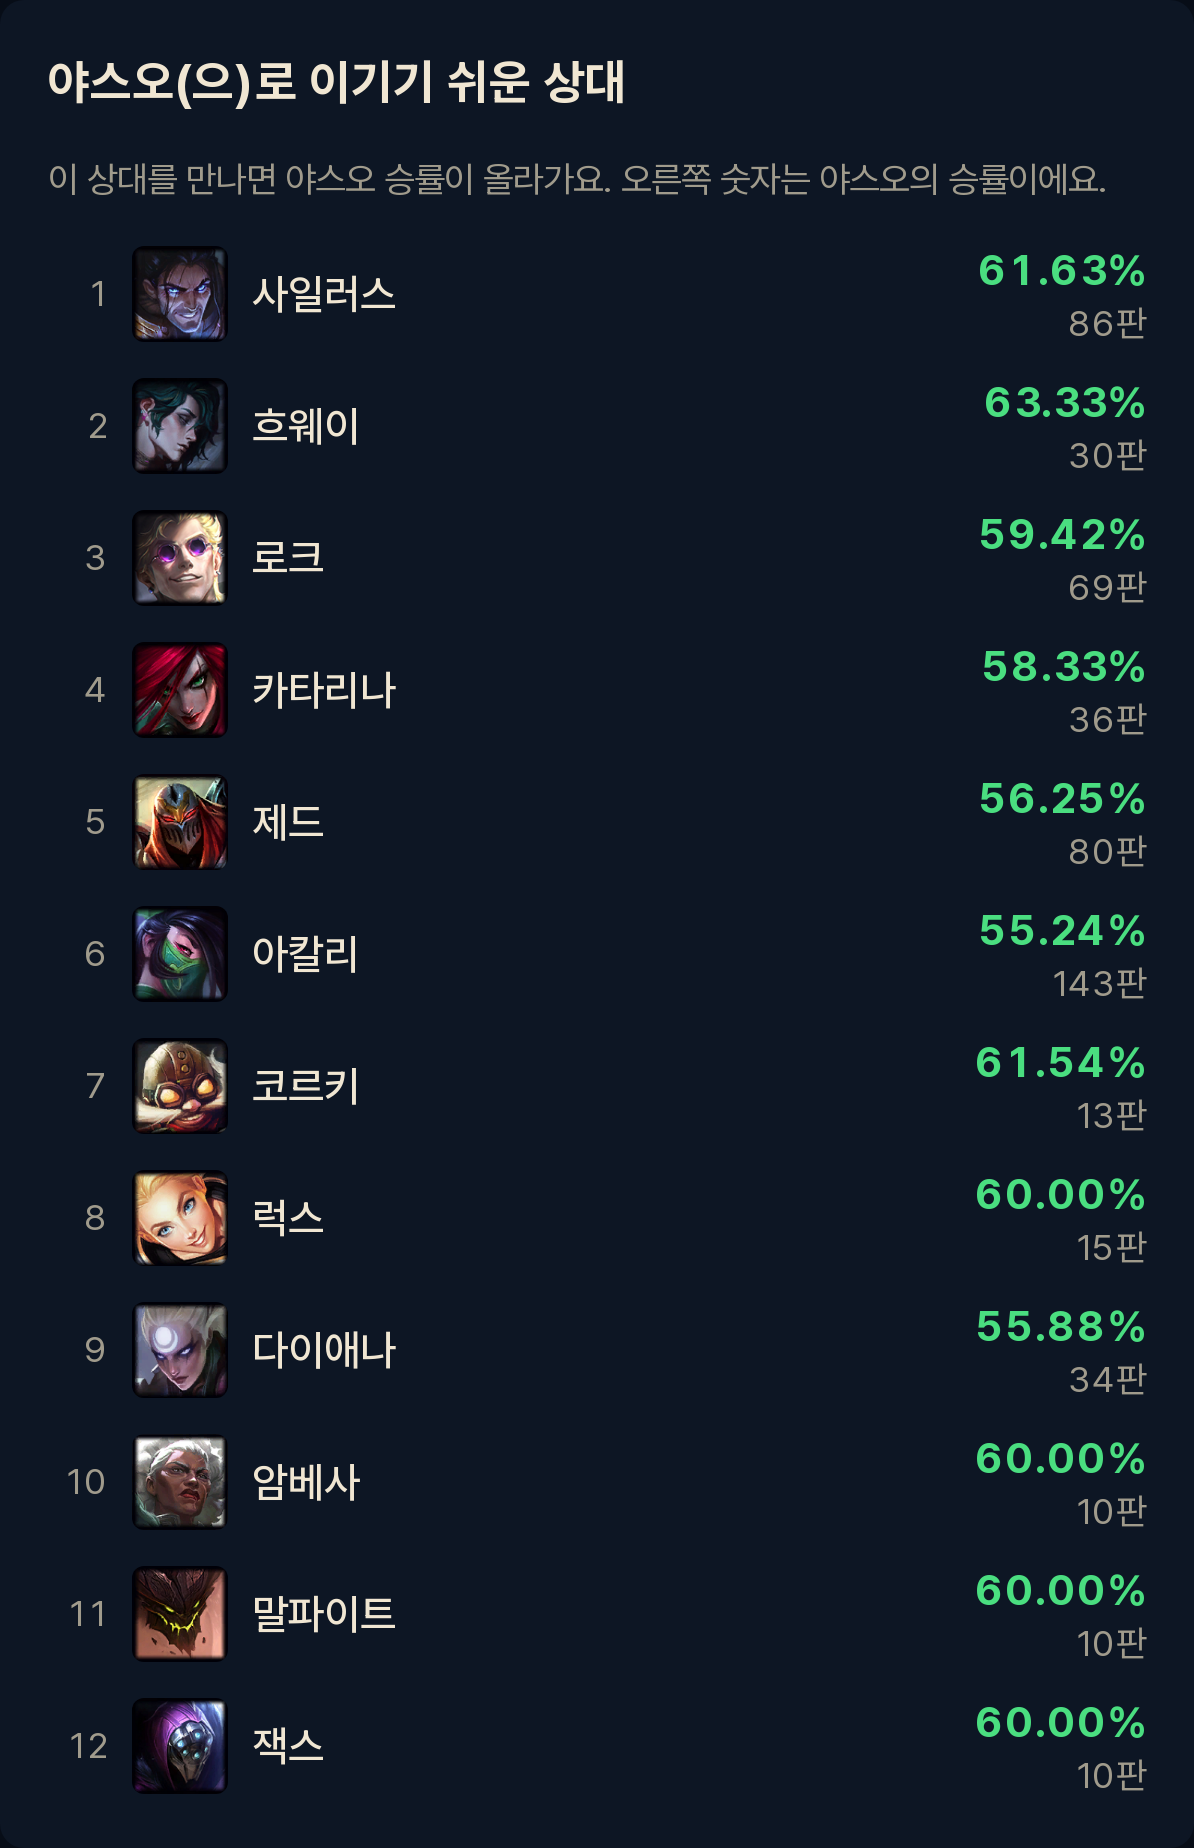 야스오(으)로 이기기 쉬운 상대
이 상대를 만나면 야스오 승률이 올라가요. 오른쪽 숫자는 야스오의 승률이에요.
1 사일러스 61.63%
86판
2 흐웨이 63.33%
30판
3 로크 59.42%
69판
4 카타리나 58.33%
36판
5 제드 56.25%
80판
6 아칼리 55.24%
143판
7 코르키 61.54%
13판
8 럭스 60.00%
15판
9 다이애나 55.88%
34판
10 암베사 60.00%
10판
11 말파이트 60.00%
10판
12 잭스 60.00%
10판